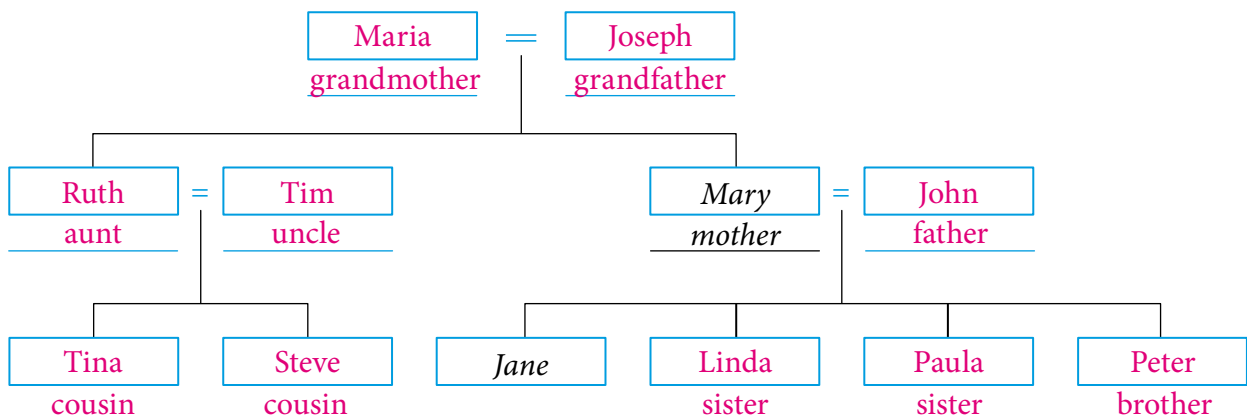 Maria = Joseph
grandmother grandfather
Ruth = Tim Mary = John
aunt uncle mother father
Tina Steve Jane Linda Paula Peter
cousin cousin sister sister brother